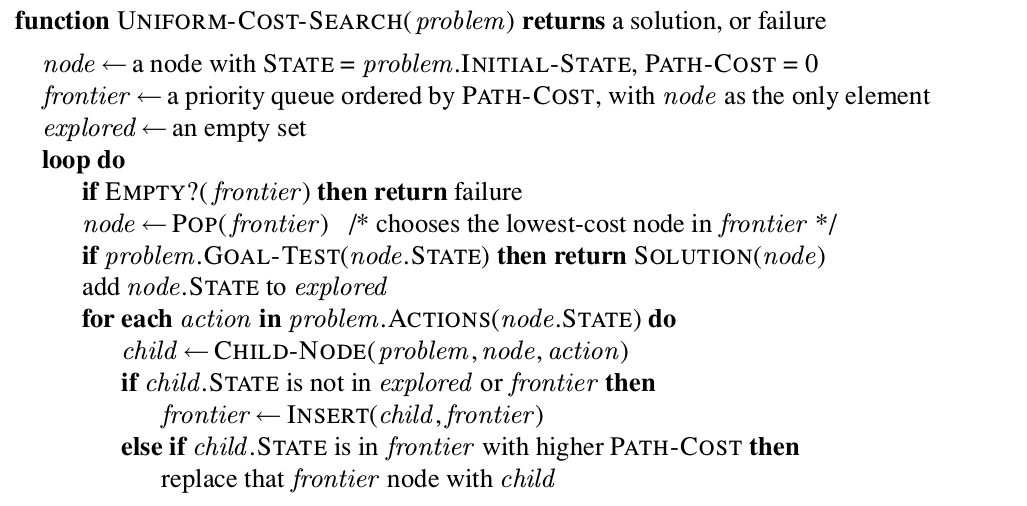 function UNIFORM-COST-SEARCH(problem) returns a solution, or failure
node ← a node with STATE = problem.INITIAL-STATE, PATH-COST = 0
frontier ← a priority queue ordered by PATH-COST, with node as the only element
explored ← an empty set
loop do
if EMPTY?(frontier) then return failure
node ← POP(frontier) /* chooses the lowest-cost node in frontier */
if problem.GOAL-TEST(node.STATE) then return SOLUTION(node)
add node.STATE to explored
for each action in problem.ACTIONS(node.STATE) do
child ← CHILD-NODE(problem, node, action)
if child.STATE is not in explored or frontier then
frontier ← INSERT(child, frontier)
else if child.STATE is in frontier with higher PATH-COST then
replace that frontier node with child